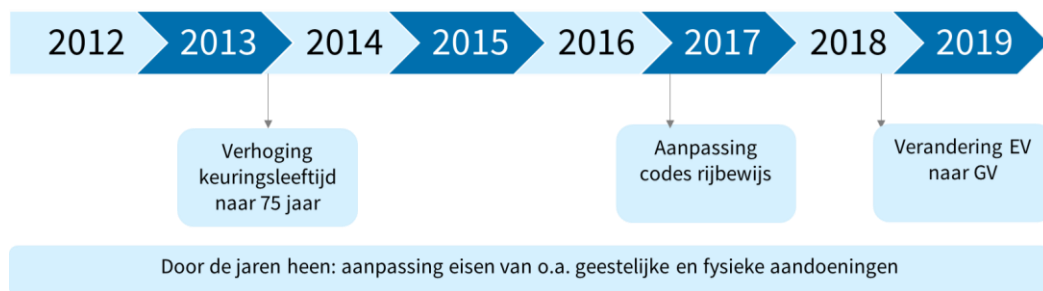 2012 2013 2014 2015 2016 2017 2018 2019
Verhoging
keuringsleeftijd
naar 75 jaar
Aanpassing
codes rijbewijs
Verandering EV
naar GV
Door de jaren heen: aanpassing eisen van o.a. geestelijke en fysieke aandoeningen